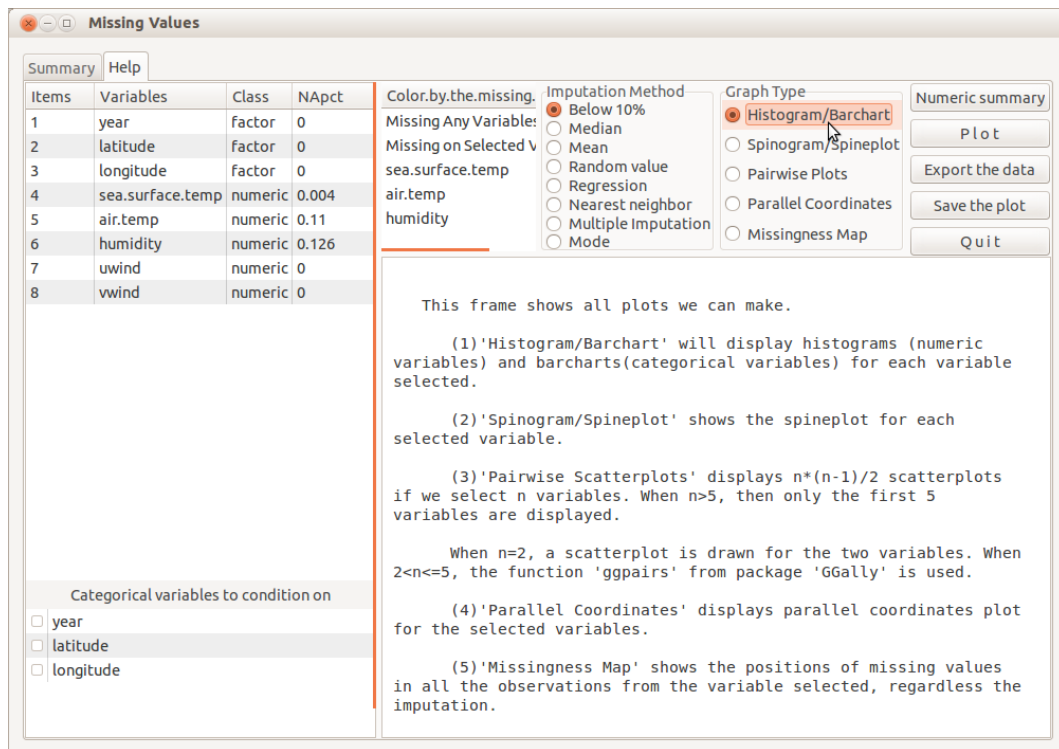 Missing Values
Summary Help
Items Variables Class NApct
1 year factor 0
2 latitude factor 0
3 longitude factor 0
4 sea.surface.temp numeric 0.004
5 air.temp numeric 0.11
6 humidity numeric 0.126
7 uwind numeric 0
8 vwind numeric 0
Categorical variables to condition on
year
latitude
longitude
Color.by.the.missing.
Missing Any Variables
Missing on Selected V
sea.surface.temp
air.temp
humidity
Imputation Method
Below 10%
Median
Mean
Random value
Regression
Nearest neighbor
Multiple Imputation
Mode
Graph Type
Histogram/Barchart
Spinogram/Spineplot
Pairwise Plots
Parallel Coordinates
Missingness Map
Numeric summary
Plot
Export the data
Save the plot
Quit
This frame shows all plots we can make.
(1)'Histogram/Barchart' will display histograms (numeric
variables) and barcharts(categorical variables) for each variable
selected.
(2)'Spinogram/Spineplot' shows the spineplot for each
selected variable.
(3)'Pairwise Scatterplots' displays n*(n-1)/2 scatterplots
if we select n variables. When n>5, then only the first 5
variables are displayed.
When n=2, a scatterplot is drawn for the two variables. When
2<n<=5, the function 'ggpairs' from package 'GGally' is used.
(4)'Parallel Coordinates' displays parallel coordinates plot
for the selected variables.
(5)'Missingness Map' shows the positions of missing values
in all the observations from the variable selected, regardless the
imputation.